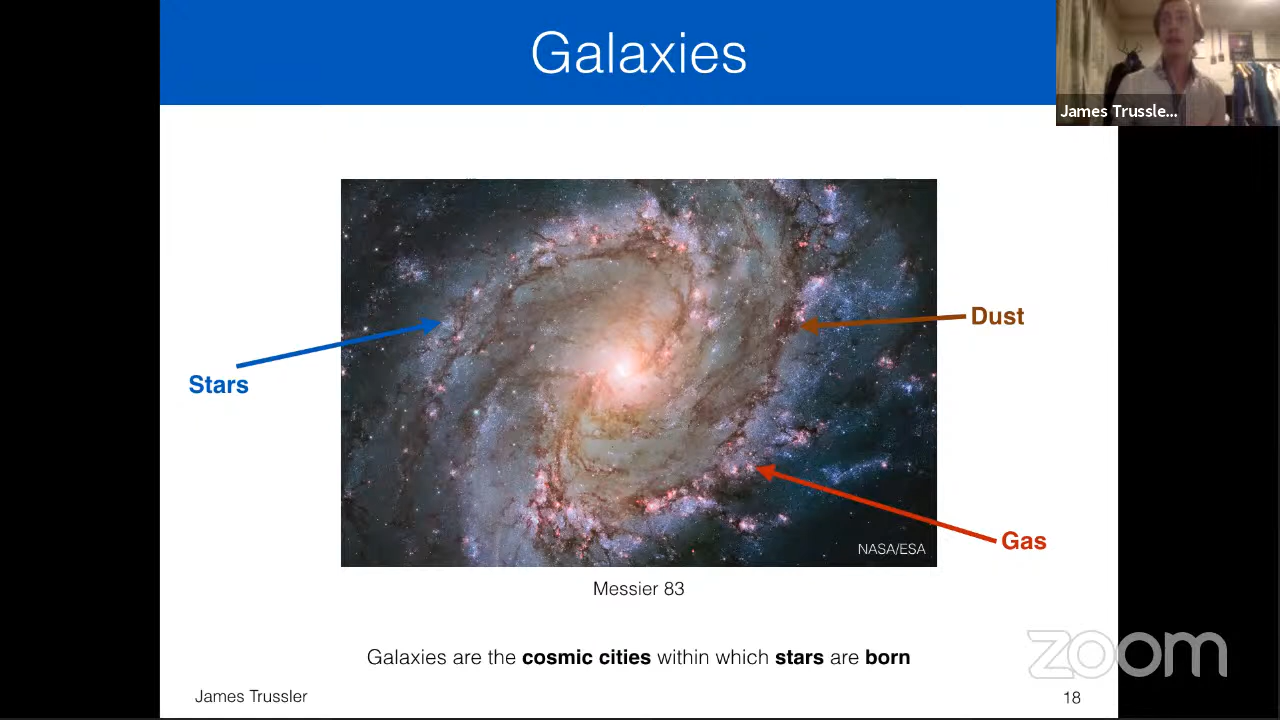 Galaxies
James Trussle...
Dust
Stars
Gas
NASA/ESA
Messier 83
Galaxies are the cosmic cities within which stars are born
zoom
James Trussler
18